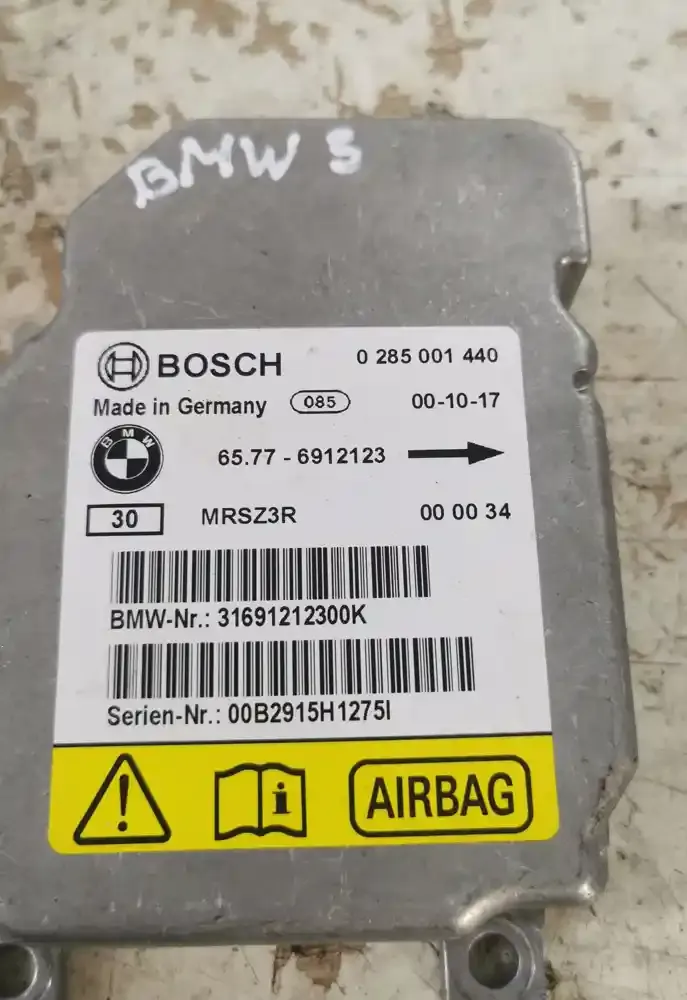 BMW 5
BOSCH 0 285 001 440
Made in Germany 085 00-10-17
BMW
65.77 - 6912123
30 MRSZ3R 00 00 34
BMW-Nr.: 31691212300K
Serien-Nr.: 00B2915H1275I
AIRBAG